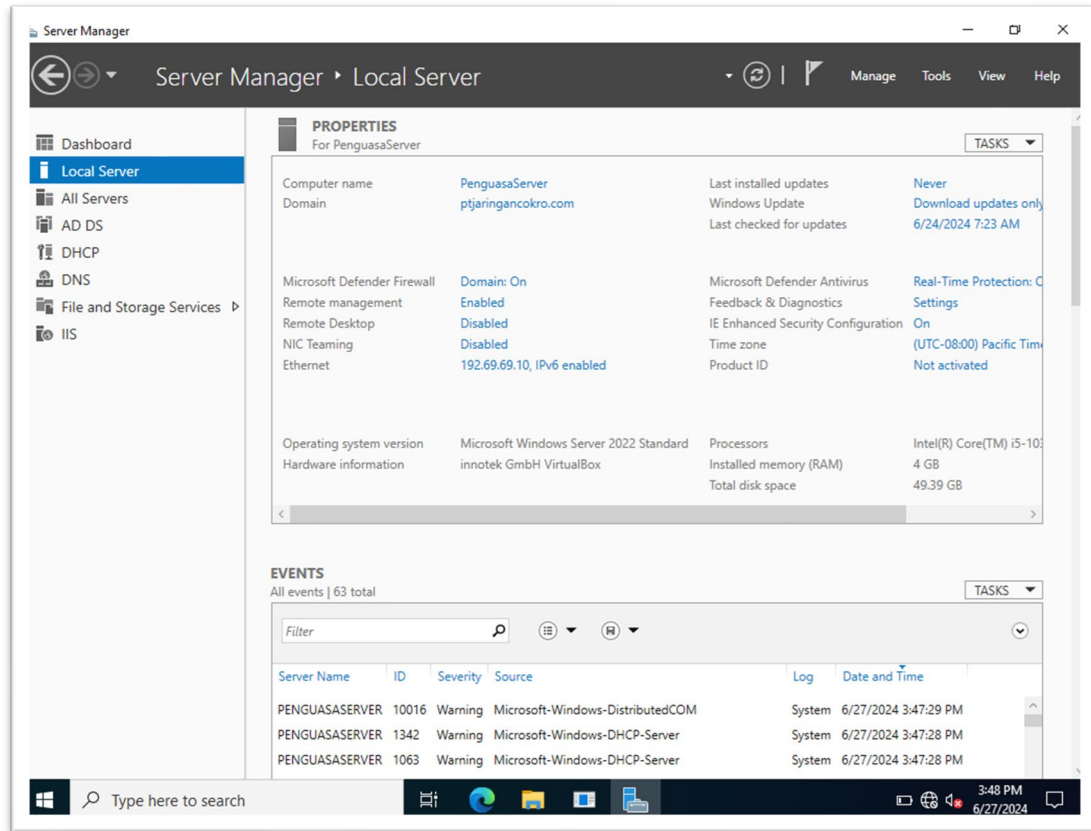 Server Manager
Server Manager • Local Server
Manage Tools View Help
Dashboard
Local Server
All Servers
AD DS
DHCP
DNS
File and Storage Services
IIS
PROPERTIES
For PenguasaServer
TASKS
Computer name PenguasaServer Last installed updates Never
Domain ptjaringancokro.com Windows Update Download updates only
Last checked for updates 6/24/2024 7:23 AM
Microsoft Defender Firewall Domain: On Microsoft Defender Antivirus Real-Time Protection:
Remote management Enabled Feedback & Diagnostics Settings
Remote Desktop Disabled IE Enhanced Security Configuration On
NIC Teaming Disabled Time zone (UTC-08:00) Pacific
Ethernet 192.69.69.10, IPv6 enabled Product ID Not activated
Operating system version Microsoft Windows Server 2022 Standard Processors Intel(R) Core(TM)
Hardware information innotek GmbH VirtualBox Installed memory (RAM) 4 GB
Total disk space 49.39 GB
EVENTS
All events | 63 total
TASKS
Filter
Server Name ID Severity Source Log Date and Time
PENGUASASERVER 10016 Warning Microsoft-Windows-DistributedCOM System 6/27/2024 3:47:29 PM
PENGUASASERVER 1342 Warning Microsoft-Windows-DHCP-Server System 6/27/2024 3:47:28 PM
PENGUASASERVER 1063 Warning Microsoft-Windows-DHCP-Server System 6/27/2024 3:47:28 PM
Type here to search
3:48 PM
6/27/2024